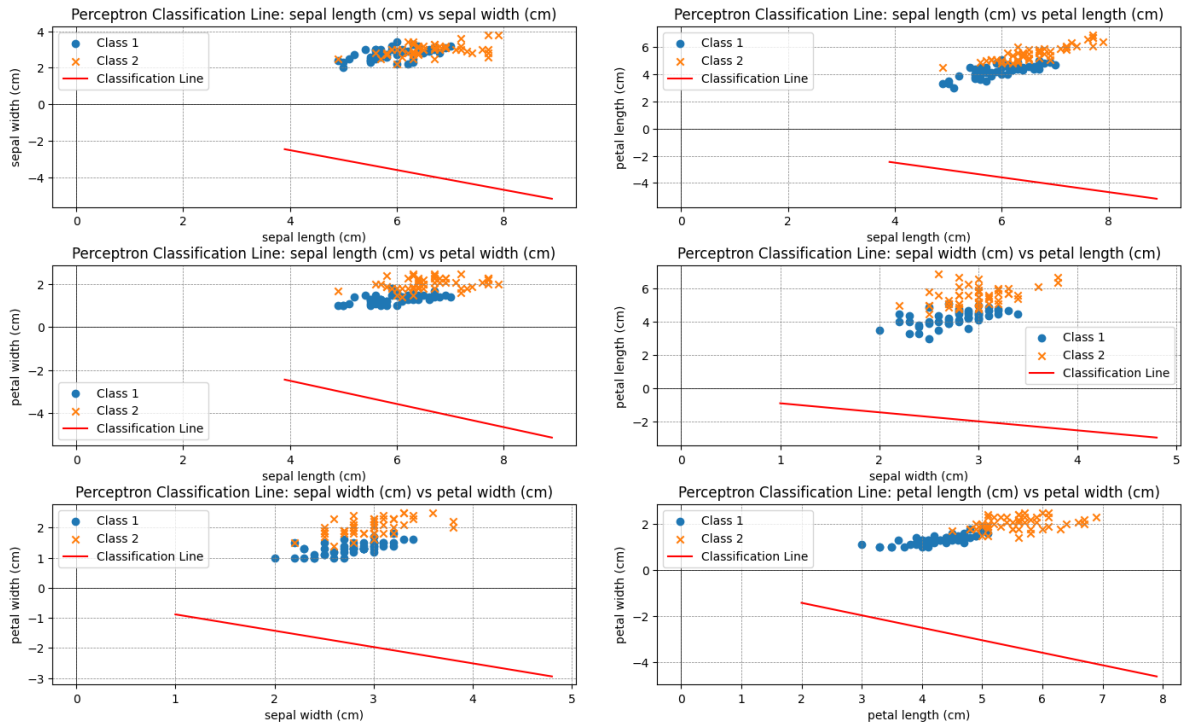 Perceptron Classification Line: sepal length (cm) vs sepal width (cm)
4
2
0
−2
−4
sepal width (cm)
Class 1
Class 2
Classification Line
0
2
4
6
8
sepal length (cm)
Perceptron Classification Line: sepal length (cm) vs petal length (cm)
6
4
2
0
−2
−4
petal length (cm)
Class 1
Class 2
Classification Line
0
2
4
6
8
sepal length (cm)
Perceptron Classification Line: sepal length (cm) vs petal width (cm)
2
0
−2
−4
petal width (cm)
Class 1
Class 2
Classification Line
0
2
4
6
8
sepal length (cm)
Perceptron Classification Line: sepal width (cm) vs petal length (cm)
6
4
2
0
−2
petal length (cm)
Class 1
Class 2
Classification Line
0
1
2
3
4
5
sepal width (cm)
Perceptron Classification Line: sepal width (cm) vs petal width (cm)
2
1
0
−1
−2
−3
petal width (cm)
Class 1
Class 2
Classification Line
0
1
2
3
4
5
sepal width (cm)
Perceptron Classification Line: petal length (cm) vs petal width (cm)
2
0
−2
−4
petal width (cm)
Class 1
Class 2
Classification Line
0
1
2
3
4
5
6
7
8
petal length (cm)